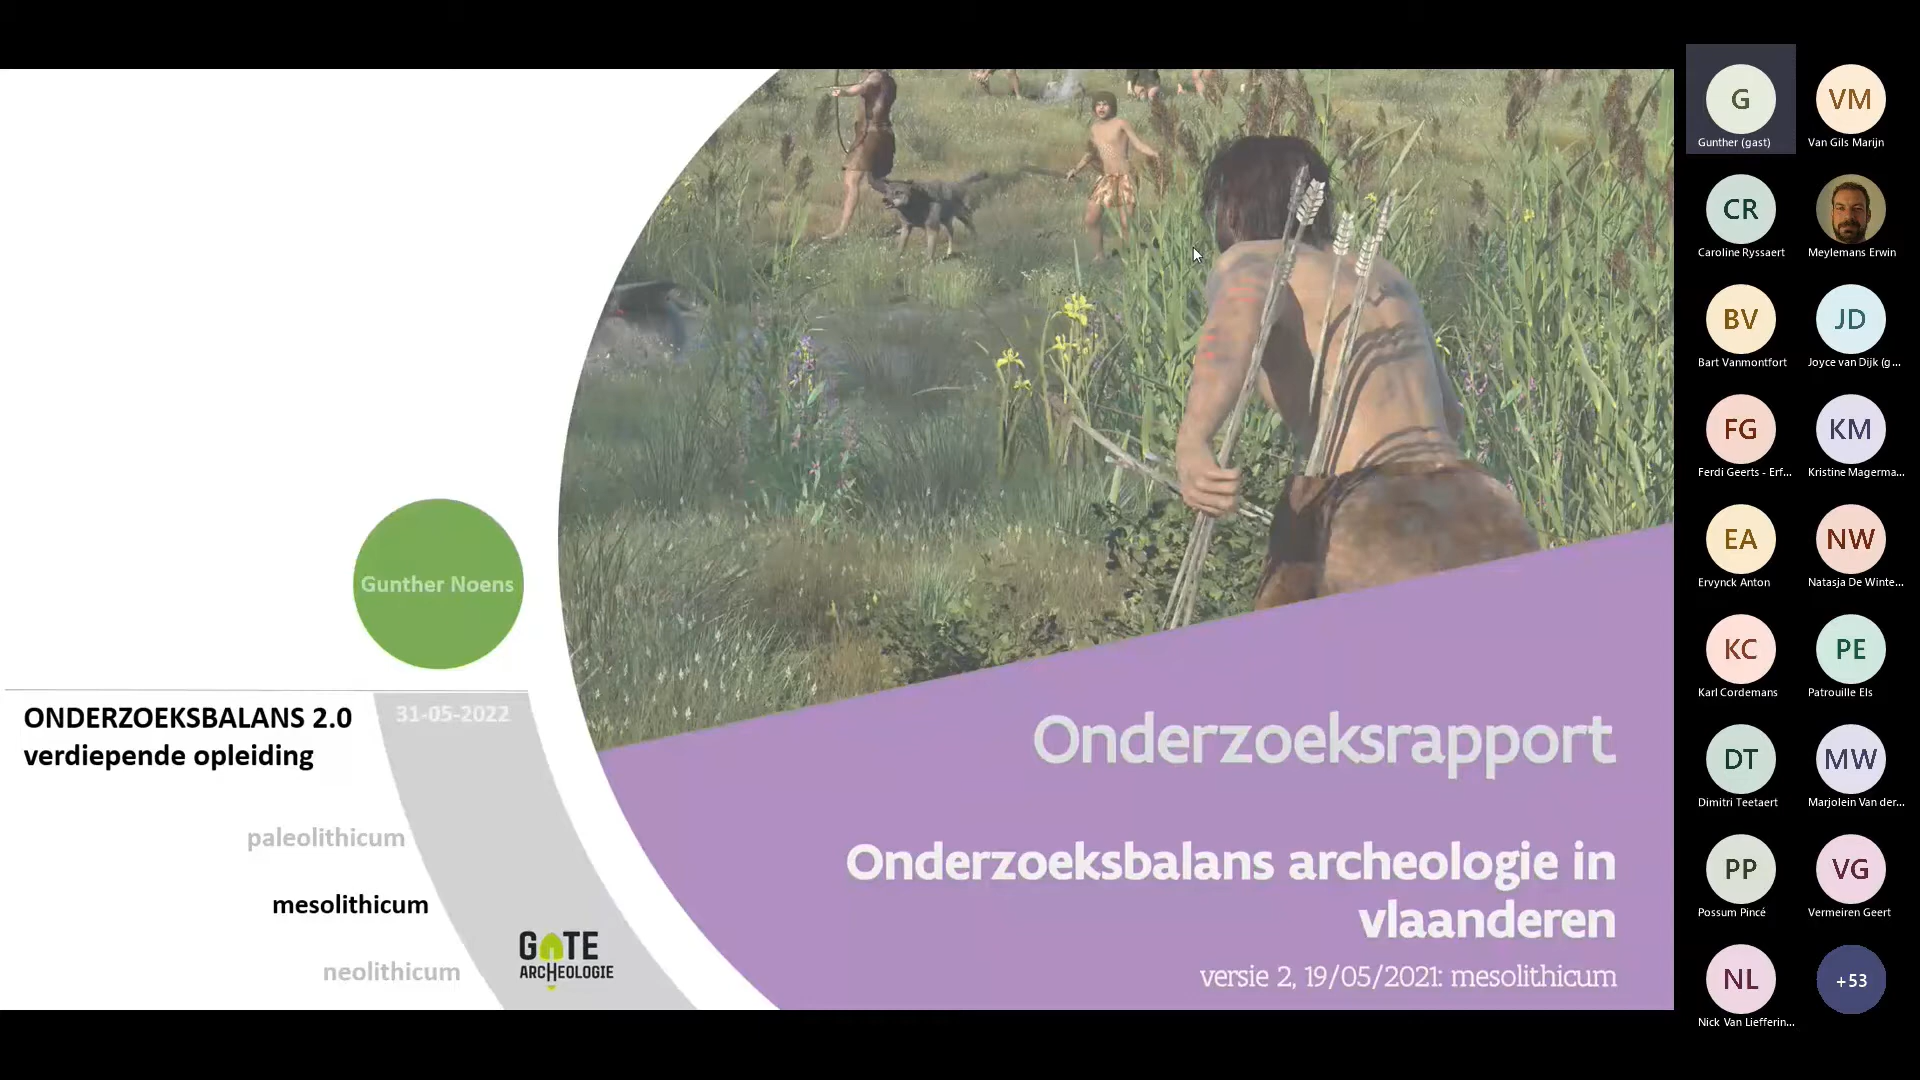 Gunther Noens
ONDERZOEKSBALANS 2.0
verdiepende opleiding
31-05-2022
paleolithicum
mesolithicum
neolithicum
GATE
ARCHEOLOGIE
Onderzoeksrapport
Onderzoeksbalans archeologie in
vlaanderen
versie 2, 19/05/2021: mesolithicum
G
Gunther (gast)
VM
Van Gils Marijn
CR
Caroline Ryssaert
Meylemans Erwin
BV
Bart Vanmontfort
JD
Joyce van Dijk (g...
FG
Ferdi Geerts - Erf...
KM
Kristine Magerma...
EA
Ervynck Anton
NW
Natasja De Winte...
KC
Karl Cordemans
PE
Patrouille Els
DT
Dimitri Teetaert
MW
Marjolein Van der...
PP
Possum Pincé
VG
Vermeiren Geert
NL
Nick Van Liefferin...
+53